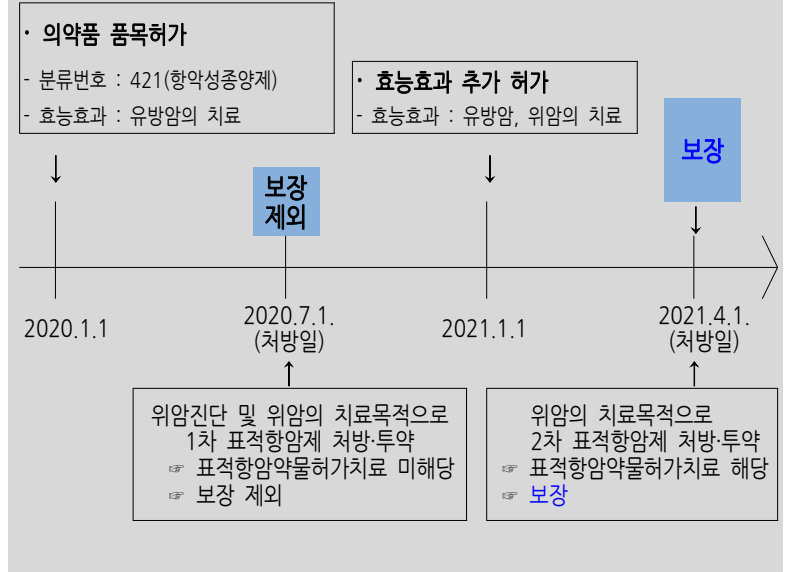 · 의약품 품목허가
- 분류번호 : 421(항악성종양제)
- 효능효과 : 유방암의 치료
· 효능효과 추가 허가
- 효능효과 : 유방암, 위암의 치료
보장
보장
제외
2020.1.1
2020.7.1.
(처방일)
2021.1.1
2021.4.1.
(처방일)
위암진단 및 위암의 치료목적으로
1차 표적항암제 처방·투약
☞ 표적항암약물허가치료 미해당
☞ 보장 제외
위암의 치료목적으로
2차 표적항암제 처방·투약
☞ 표적항암약물허가치료 해당
☞ 보장